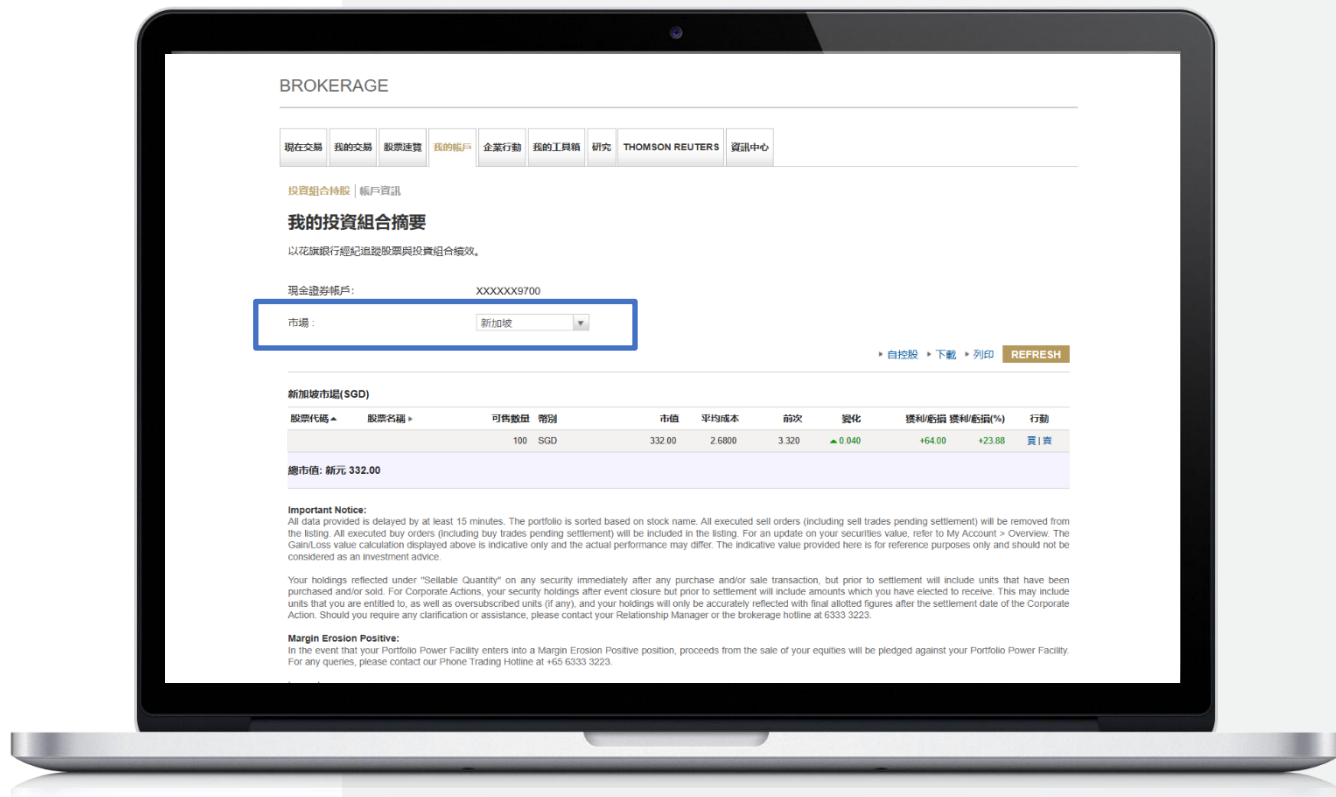 BROKERAGE
現在交易 我的交易 股票速覽 我的帳戶 企業行動 我的工具箱 研究 THOMSON REUTERS 資訊中心
投資組合持股 | 帳戶資訊
我的投資組合摘要
以花旗銀行經紀追蹤股票與投資組合績效。
現金證券帳戶: XXXXXX9700
市場 : 新加坡
自控股 下載 列印 REFRESH
新加坡市場(SGD)
股票代碼 股票名稱 可售數量 幣別 市值 平均成本 前次 變化 獲利/虧損 獲利/虧損(%) 行動
100 SGD 332.00 2.6800 3.320 0.040 +64.00 +23.88 買 | 賣
總市值: 新元 332.00
Important Notice:
All data provided is delayed by at least 15 minutes. The portfolio is sorted based on stock name. All executed sell orders (including sell trades pending settlement) will be removed from
the listing. All executed buy orders (including buy trades pending settlement) will be included in the listing. For an update on your securities value, refer to My Account > Overview. The
Gain/Loss value calculation displayed above is indicative only and the actual performance may differ. The indicative value provided here is for reference purposes only and should not be
considered as an investment advice.
Your holdings reflected under "Sellable Quantity" on any security immediately after any purchase and/or sale transaction, but prior to settlement will include units that have been
purchased and/or sold. For Corporate Actions, your security holdings after event closure but prior to settlement will include amounts which you have elected to receive. This may include
units that you are entitled to, as well as oversubscribed units (if any), and your holdings will only be accurately reflected with final allotted figures after the settlement date of the Corporate
Action. Should you require any clarification or assistance, please contact your Relationship Manager or the brokerage hotline at 6333 3223.
Margin Erosion Positive:
In the event that your Portfolio Power Facility enters into a Margin Erosion Positive position, proceeds from the sale of your equities will be pledged against your Portfolio Power Facility.
For any queries, please contact our Phone Trading Hotline at +65 6333 3223.